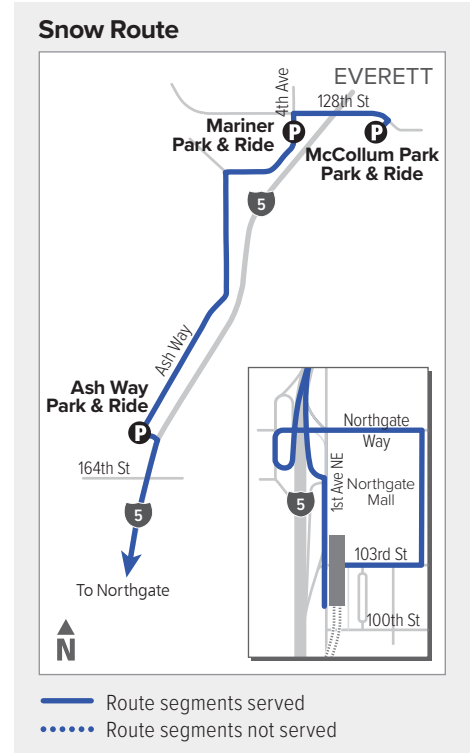 Snow Route
EVERETT
4th Ave
128th St
Mariner
Park & Ride
P
P
McCollum Park
Park & Ride
5
Ash Way
Ash Way
Park & Ride
P
164th St
5
To Northgate
N
Northgate
Way
1st Ave NE
Northgate
Mall
5
103rd St
100th St
Route segments served
Route segments not served